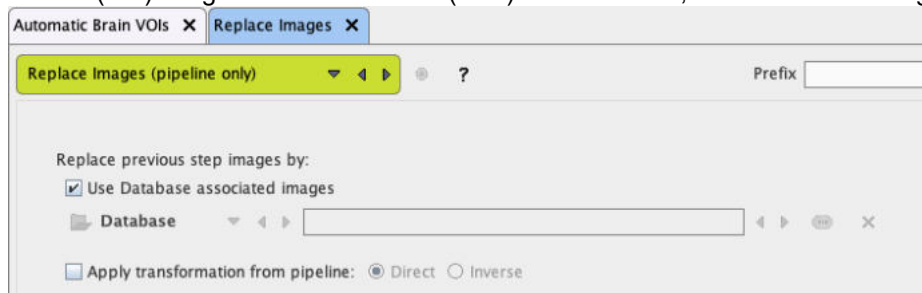 Automatic Brain VOIs Replace Images
Replace Images (pipeline only) ? Prefix
Replace previous step images by:
Use Database associated images
Database
Apply transformation from pipeline: Direct Inverse